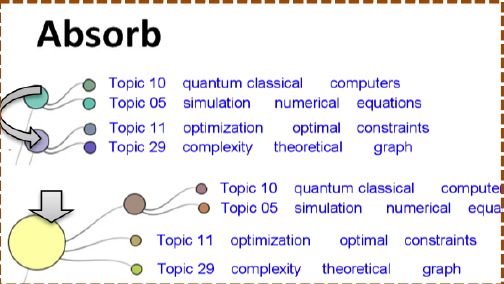 Absorb
Topic 10 quantum classical computers
Topic 05 simulation numerical equations
Topic 11 optimization optimal constraints
Topic 29 complexity theoretical graph
Topic 10 quantum classical compute
Topic 05 simulation numerical equa
Topic 11 optimization optimal constraints
Topic 29 complexity theoretical graph